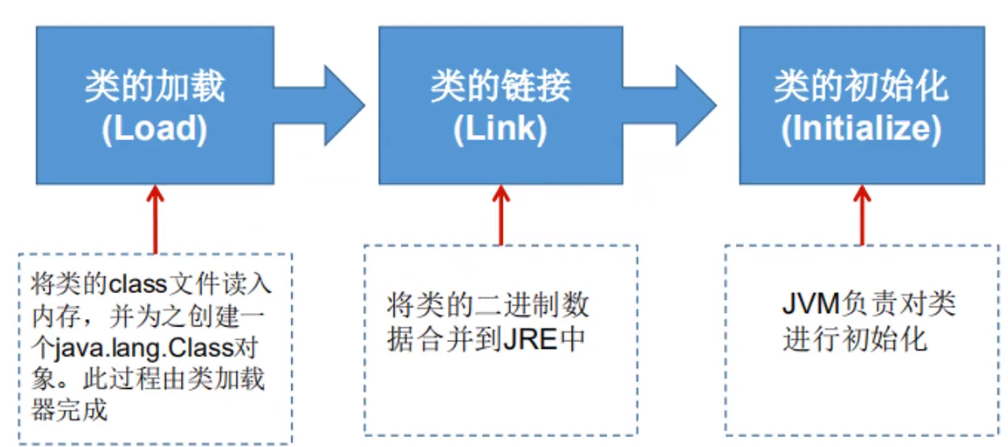 类的加载
(Load)
类的链接
(Link)
类的初始化
(Initialize)
将类的class文件读入
内存，并为之创建一
个java.lang.Class对
象。此过程由类加载
器完成
将类的二进制数
据合并到JRE中
JVM负责对类
进行初始化